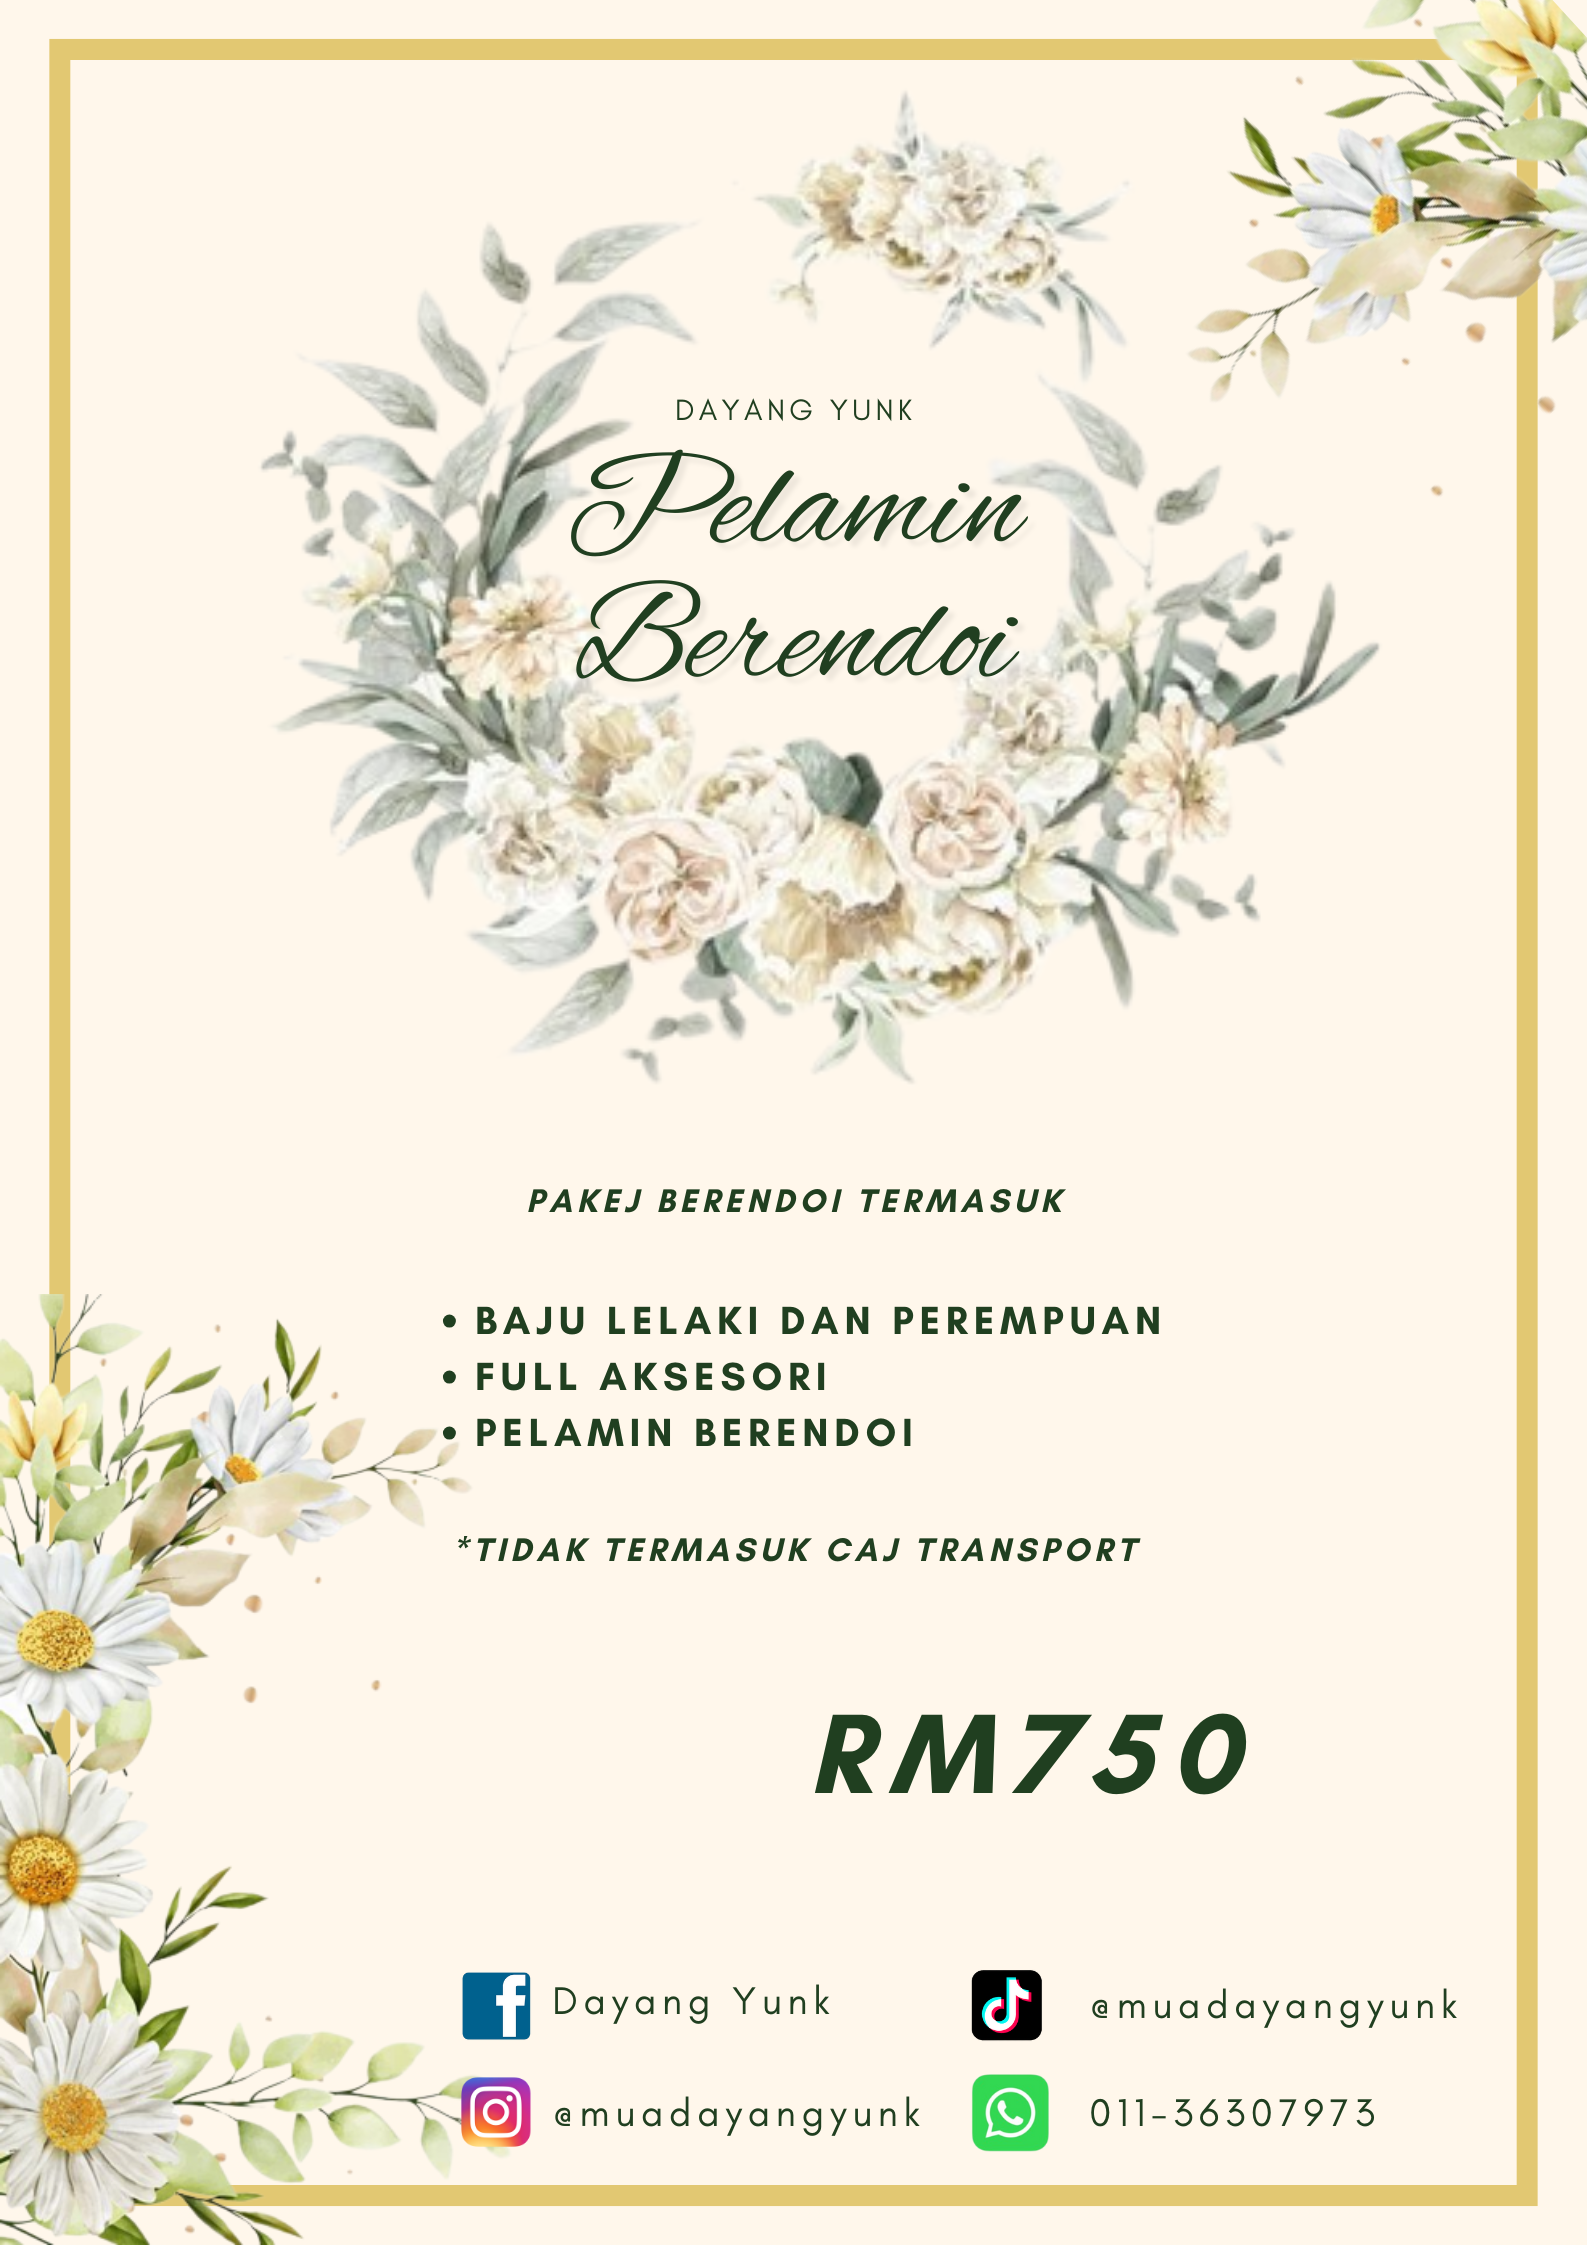 DAYANG YUNK
Pelamin
Berendoi
PAKEJ BERENDOI TERMASUK
• BAJU LELAKI DAN PEREMPUAN
• FULL AKSESORI
• PELAMIN BERENDOI
*TIDAK TERMASUK CAJ TRANSPORT
RM750
Dayang Yunk
@muadayangyunk
@muadayangyunk
011-36307973